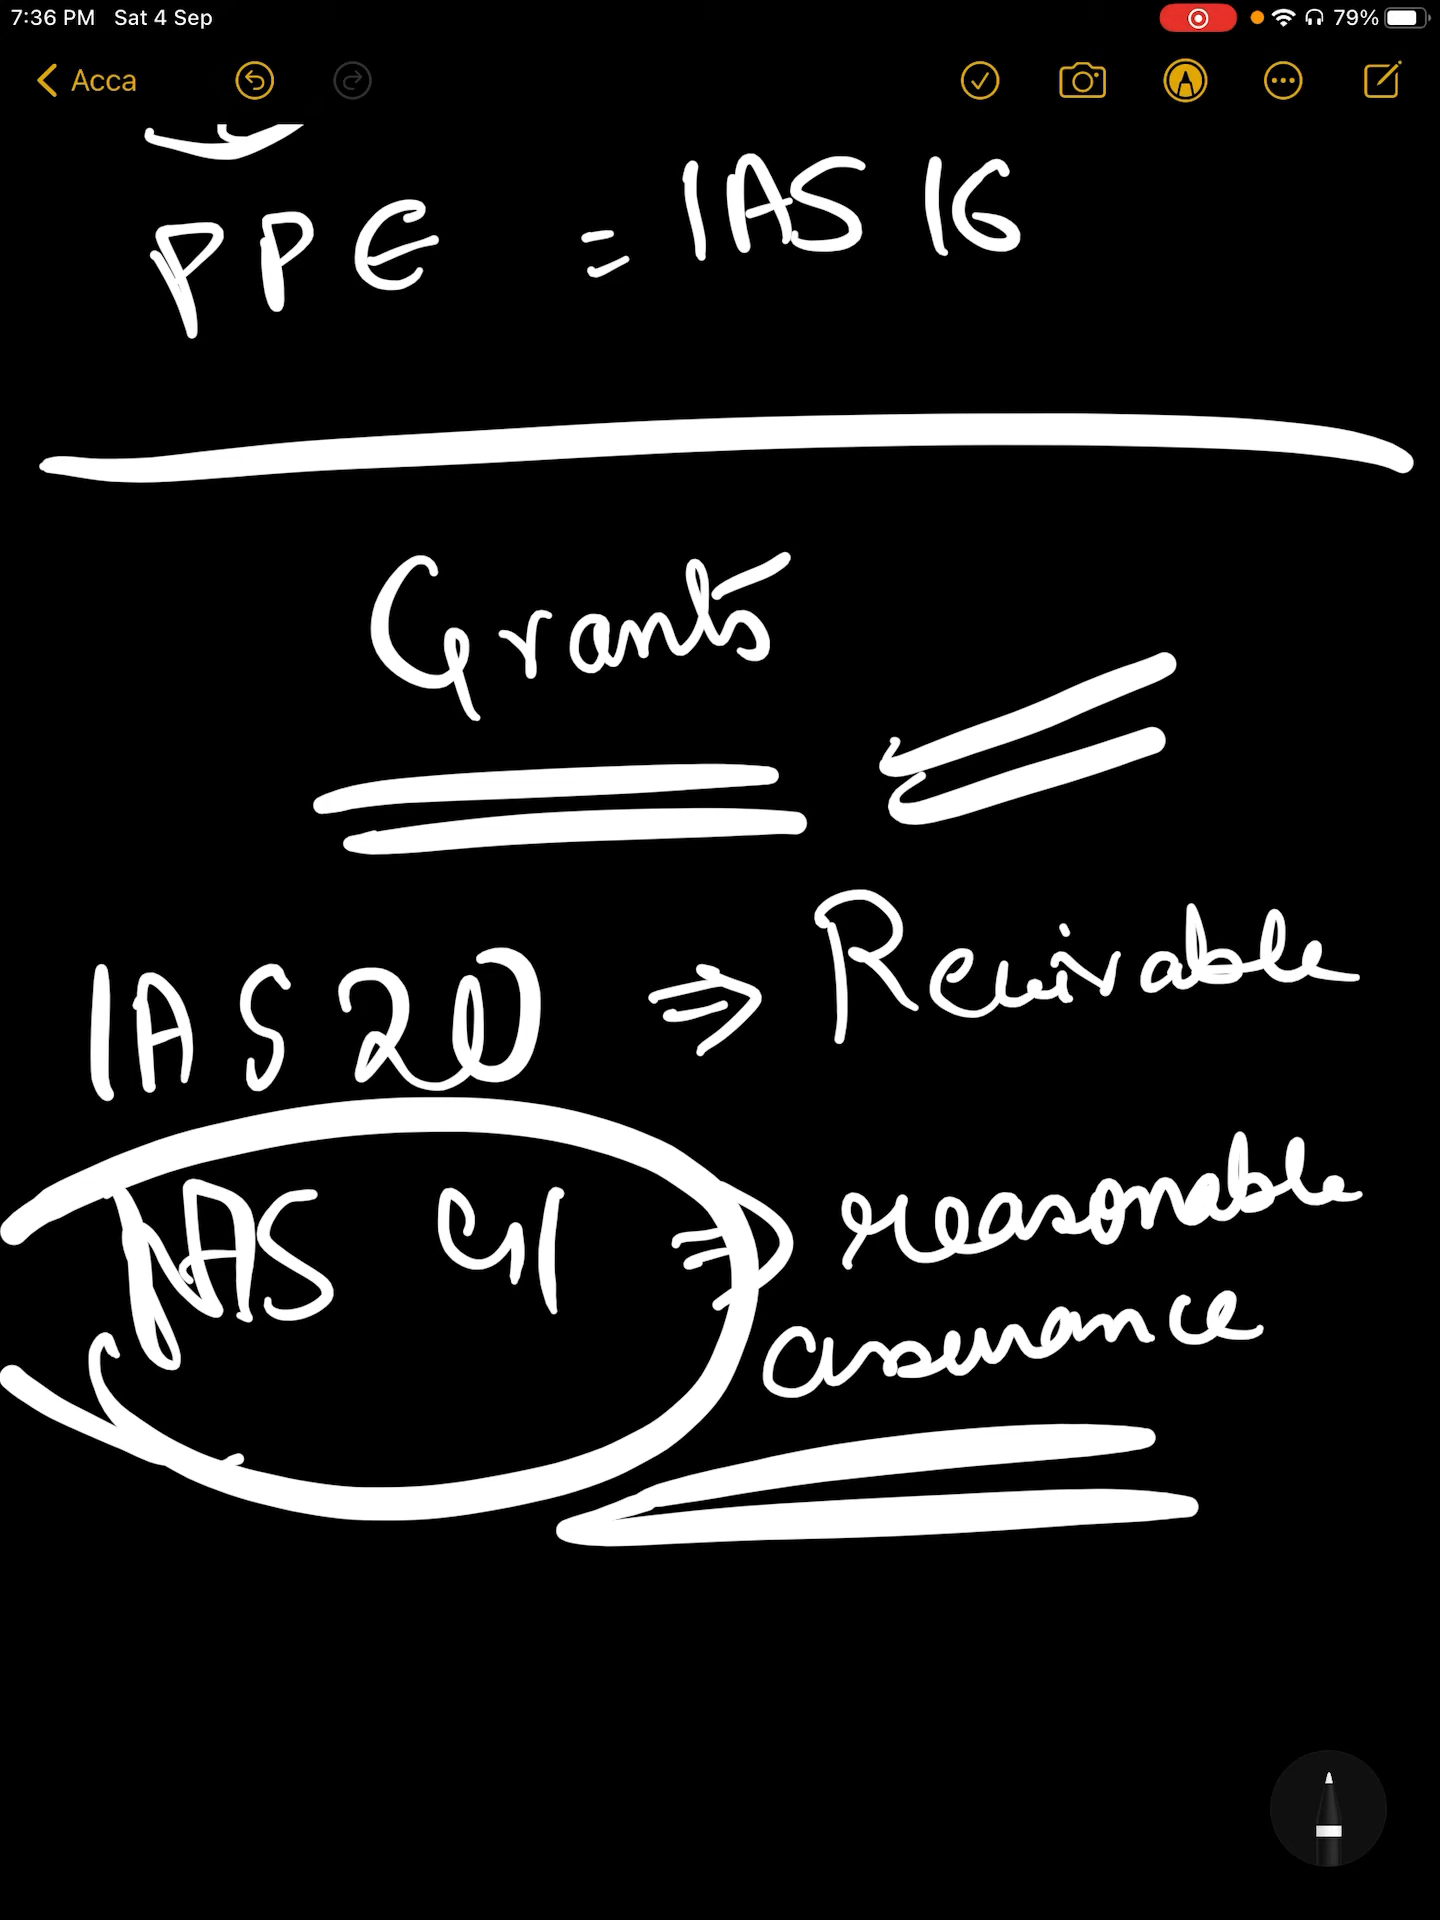 7:36 PM Sat 4 Sep 79%
Acca
PPE = IAS 16
Grants
IAS 20 ⇒ Receivable
IAS 41 ⇒ reasonable
assurance